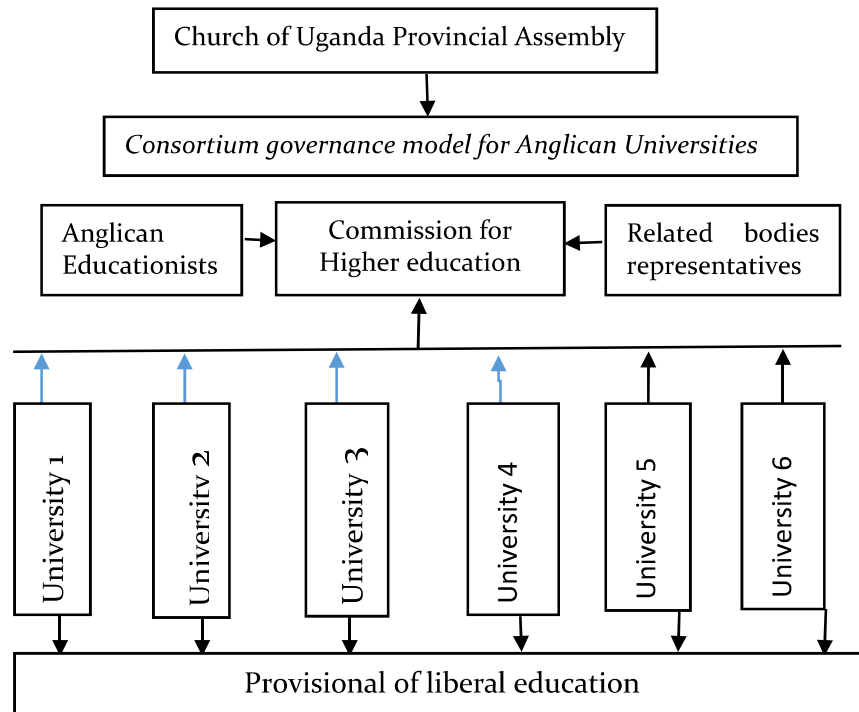 Church of Uganda Provincial Assembly
Consortium governance model for Anglican Universities
Anglican
Educationists
Commission for
Higher education
Related bodies
representatives
University 1
University 2
University 3
University 4
University 5
University 6
Provisional of liberal education